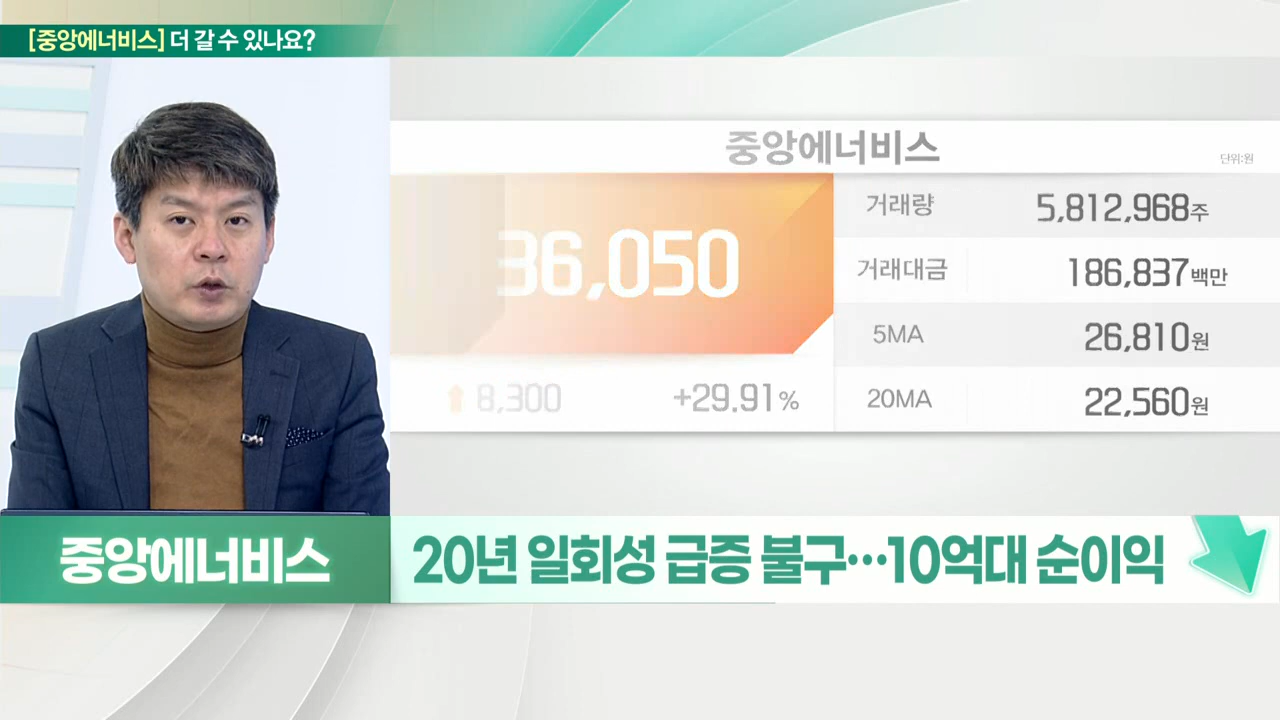 [중앙에너비스] 더 갈 수 있나요?
중앙에너비스
단위:원
36,050
8,300 +29.91%
거래량 5,812,968주
거래대금 186,837백만
5MA 26,810원
20MA 22,560원
중앙에너비스
20년 일회성 급증 불구…10억대 순이익